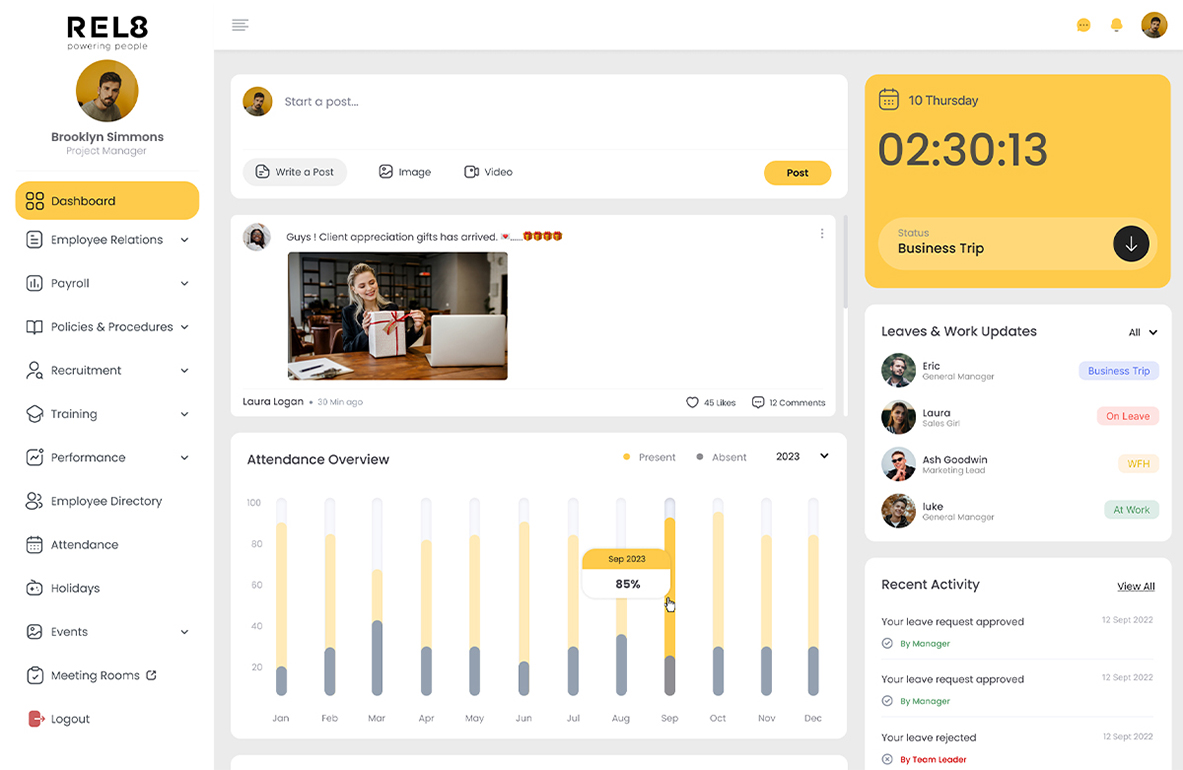 REL8
powering people
Brooklyn Simmons
Project Manager
Dashboard
Employee Relations
Payroll
Policies & Procedures
Recruitment
Training
Performance
Employee Directory
Attendance
Holidays
Events
Meeting Rooms
Logout
Start a post...
Write a Post
Image
Video
Post
Guys ! Client appreciation gifts has arrived. 💌......🎁🎁🎁🎁
Laura Logan • 30 Min ago
45 Likes
12 Comments
Attendance Overview
Present
Absent
2023
100
80
60
40
20
Sep 2023
85%
Jan Feb Mar Apr May Jun Jul Aug Sep Oct Nov Dec
10 Thursday
02:30:13
Status
Business Trip
Leaves & Work Updates
All
Eric
General Manager
Business Trip
Laura
Sales Girl
On Leave
Ash Goodwin
Marketing Lead
WFH
luke
General Manager
At Work
Recent Activity
View All
Your leave request approved
12 Sept 2022
By Manager
Your leave request approved
12 Sept 2022
By Manager
Your leave rejected
12 Sept 2022
By Team Leader